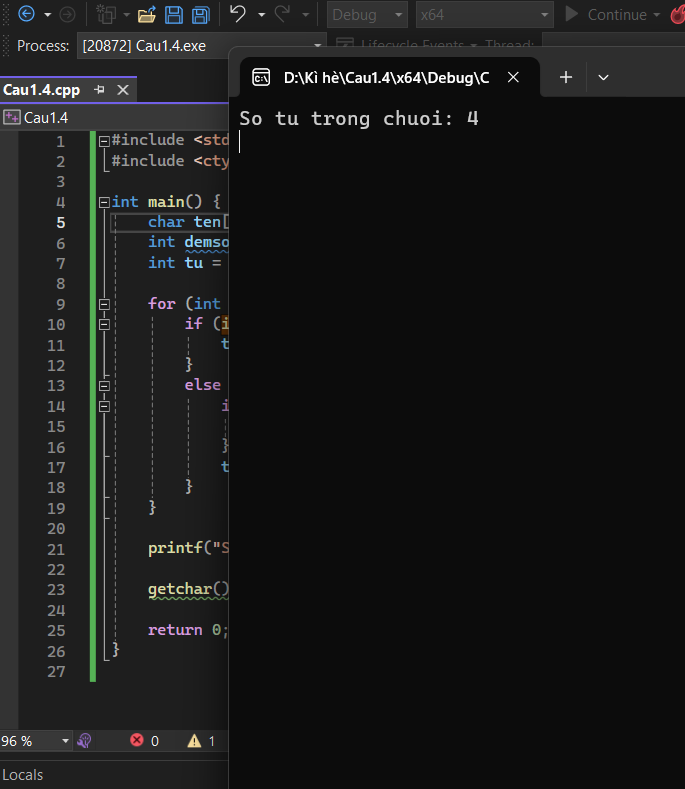 Debug x64 Continue
Process: [20872] Cau1.4.exe Lifecycle Events Thread:
Cau1.4.cpp
D:\Kì hè\Cau1.4\x64\Debug\C
Cau1.4
So tu trong chuoi: 4
1 #include <std
2 #include <cty
3
4 int main() {
5 char ten[
6 int demso
7 int tu =
8
9 for (int
10 if (i
11 t
12 }
13 else
14 i
15
16 }
17 t
18 }
19 }
20
21 printf("S
22
23 getchar()
24
25 return 0;
26 }
27
96 % 0 1
Locals